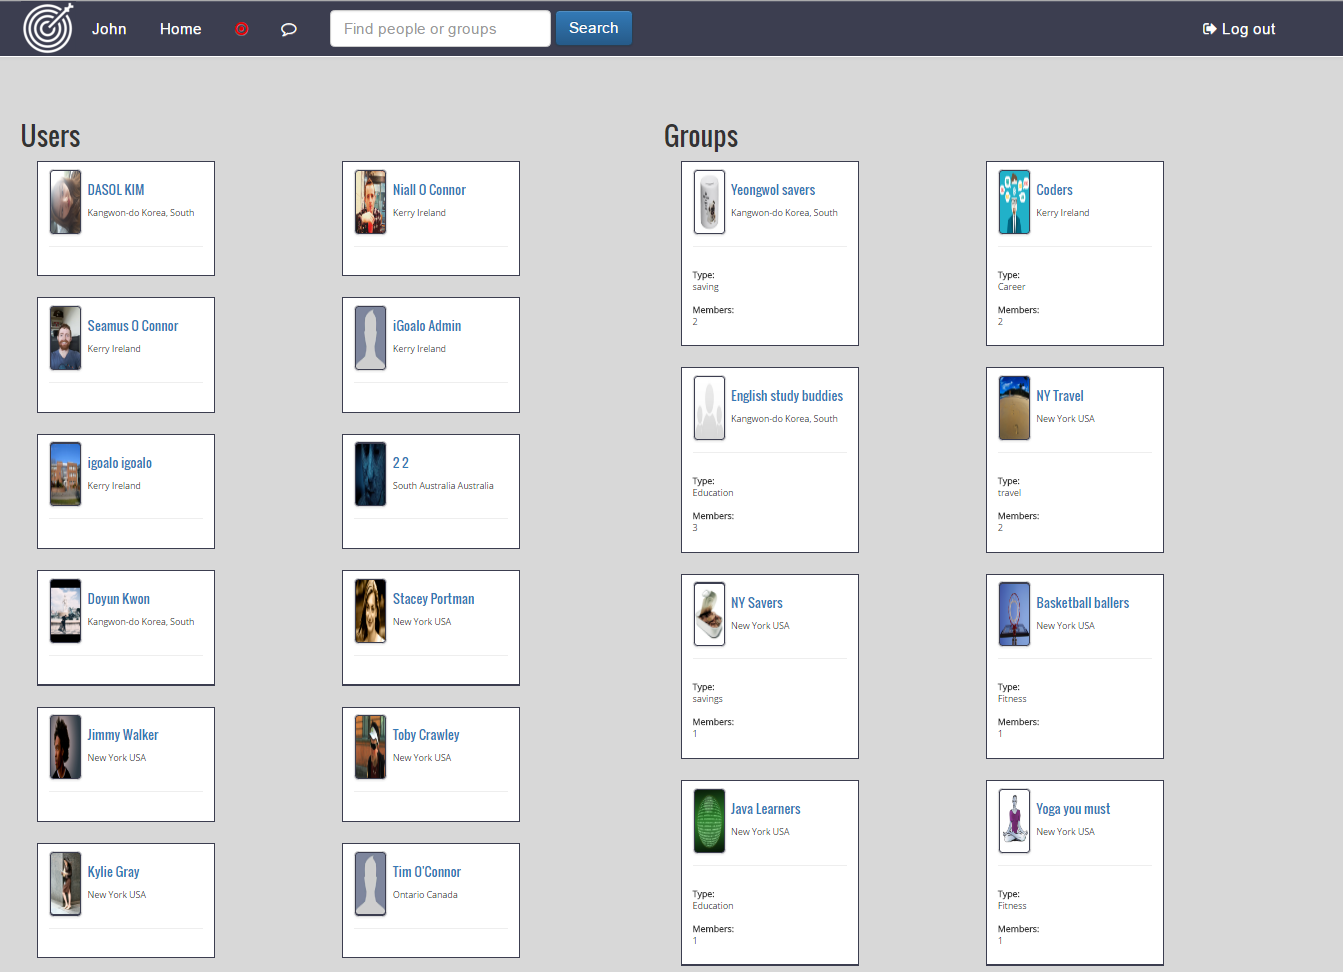 John
Home
Find people or groups
Search
Log out
Users
DASOL KIM
Kangwon-do Korea, South
Niall O Connor
Kerry Ireland
Seamus O Connor
Kerry Ireland
iGoalo Admin
Kerry Ireland
igoalo igoalo
Kerry Ireland
2 2
South Australia Australia
Doyun Kwon
Kangwon-do Korea, South
Stacey Portman
New York USA
Jimmy Walker
New York USA
Toby Crawley
New York USA
Kylie Gray
New York USA
Tim O'Connor
Ontario Canada
Groups
Yeongwol savers
Kangwon-do Korea, South
Type:
saving
Members:
2
Coders
Kerry Ireland
Type:
Career
Members:
2
English study buddies
Kangwon-do Korea, South
Type:
Education
Members:
3
NY Travel
New York USA
Type:
travel
Members:
2
NY Savers
New York USA
Type:
savings
Members:
1
Basketball ballers
New York USA
Type:
Fitness
Members:
1
Java Learners
New York USA
Type:
Education
Members:
1
Yoga you must
New York USA
Type:
Fitness
Members:
1